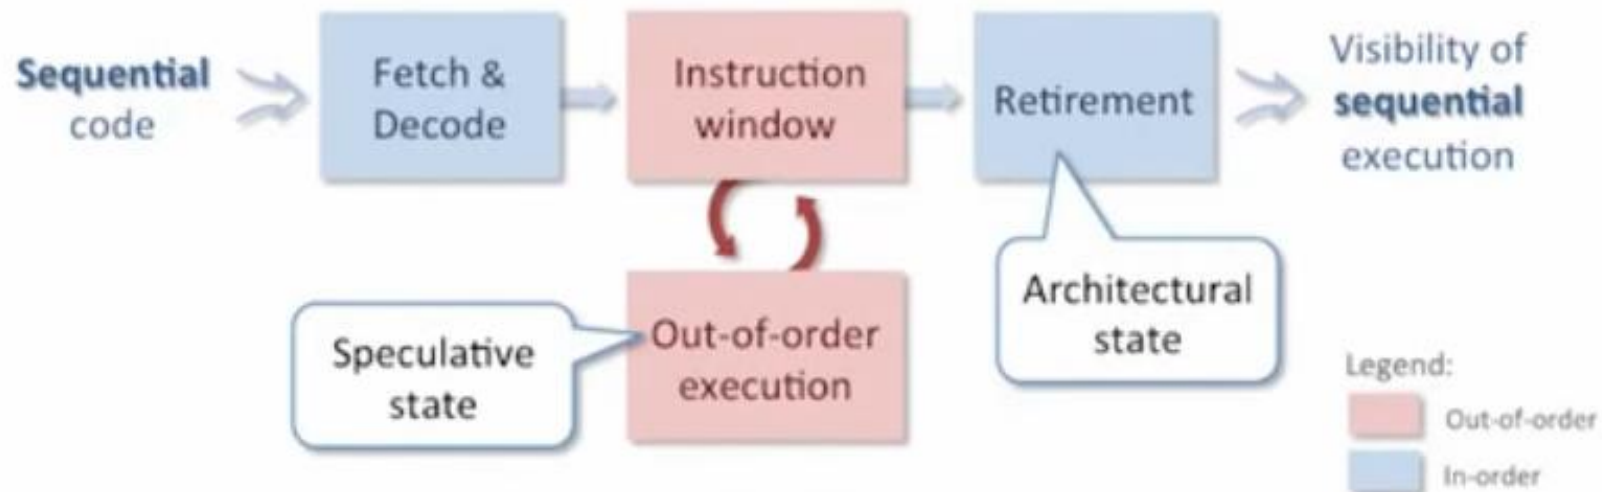 Sequential
code
Fetch &
Decode
Instruction
window
Retirement
Visibility of
sequential
execution
Speculative
state
Out-of-order
execution
Architectural
state
Legend:
Out-of-order
In-order